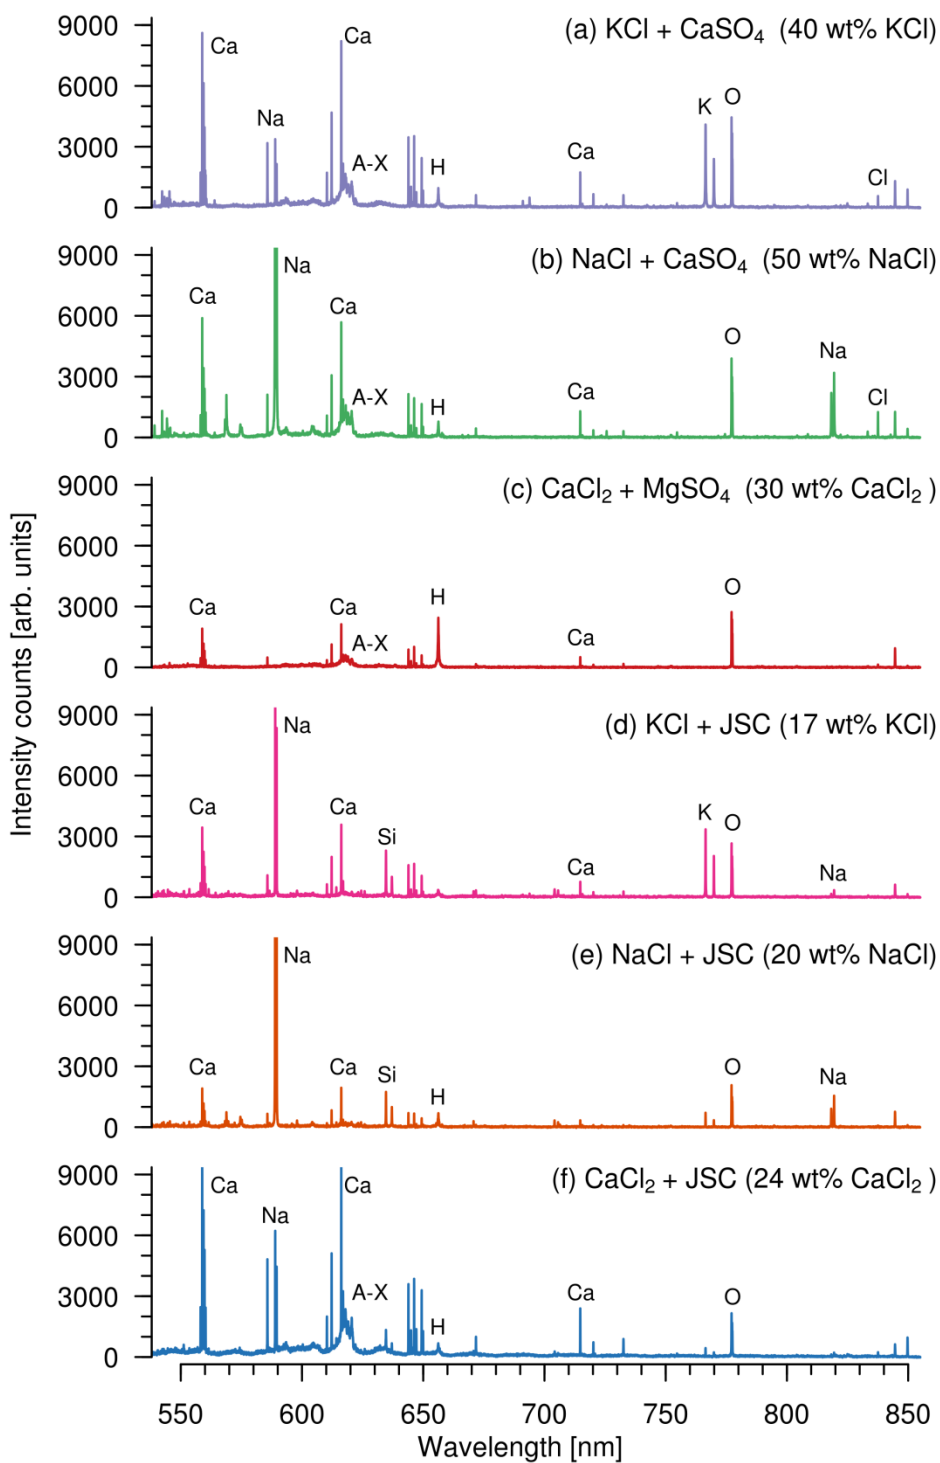 9000
6000
3000
0
(a) KCl + CaSO₄ (40 wt% KCl)
Ca
Na
Ca
A-X
H
Ca
K
O
Cl
9000
6000
3000
0
(b) NaCl + CaSO₄ (50 wt% NaCl)
Ca
Na
Ca
A-X
H
Ca
O
Na
Cl
9000
6000
3000
0
(c) CaCl₂ + MgSO₄ (30 wt% CaCl₂ )
Ca
Ca
A-X
H
Ca
O
Intensity counts [arb. units]
9000
6000
3000
0
(d) KCl + JSC (17 wt% KCl)
Ca
Na
Ca
Si
Ca
K
O
Na
9000
6000
3000
0
(e) NaCl + JSC (20 wt% NaCl)
Ca
Na
Ca
Si
H
O
Na
9000
6000
3000
0
(f) CaCl₂ + JSC (24 wt% CaCl₂ )
Ca
Na
Ca
A-X
H
Ca
O
550 600 650 700 750 800 850
Wavelength [nm]